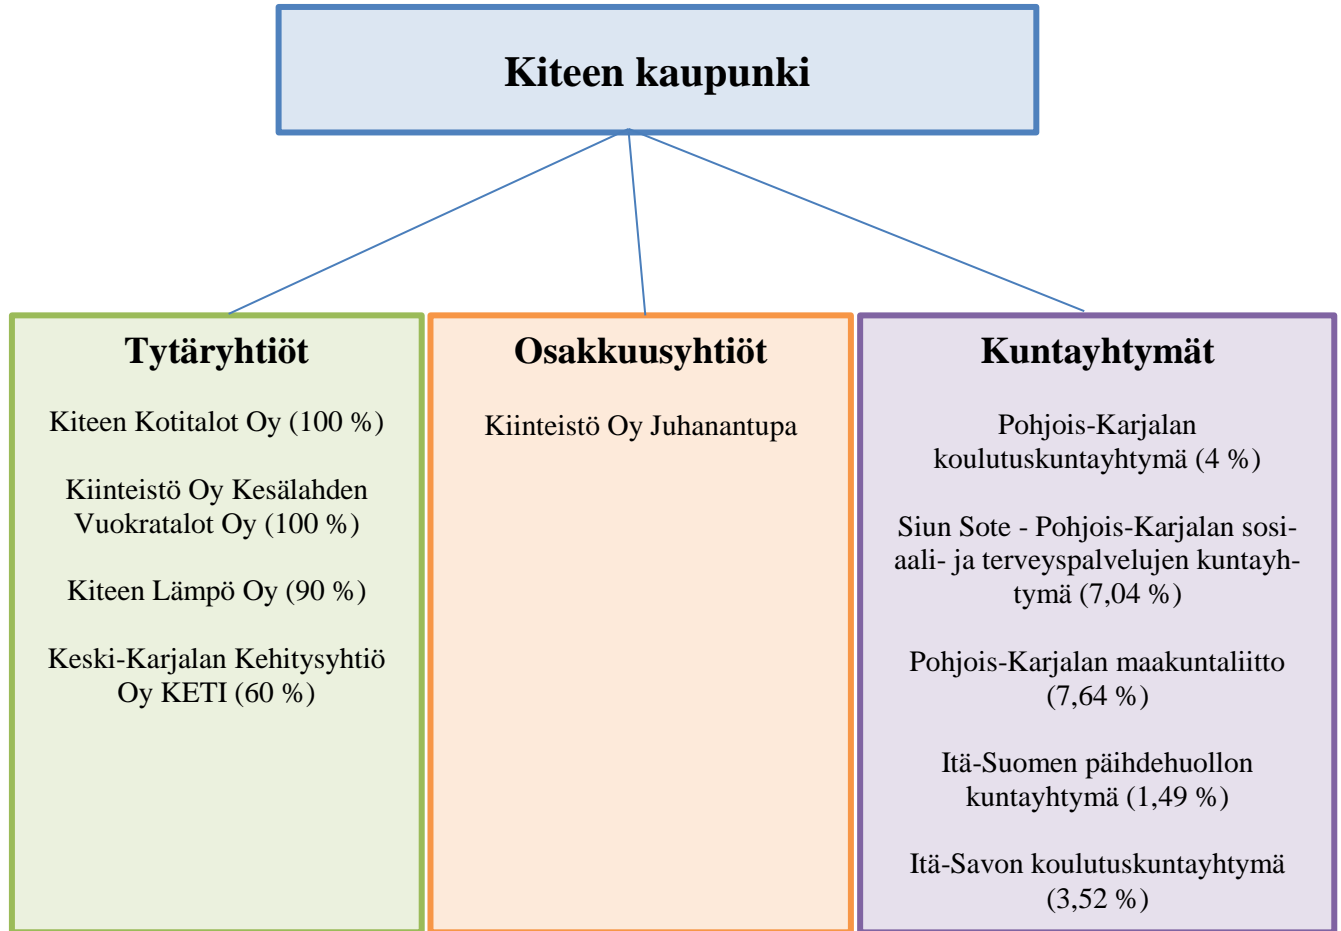 Kiteen kaupunki
Tytäryhtiöt
Kiteen Kotitalot Oy (100 %)
Kiinteistö Oy Kesälahden
Vuokratalot Oy (100 %)
Kiteen Lämpö Oy (90 %)
Keski-Karjalan Kehitysyhtiö
Oy KETI (60 %)
Osakkuusyhtiöt
Kiinteistö Oy Juhanantupa
Kuntayhtymät
Pohjois-Karjalan
koulutuskuntayhtymä (4 %)
Siun Sote - Pohjois-Karjalan sosi-
aali- ja terveyspalvelujen kuntayh-
tymä (7,04 %)
Pohjois-Karjalan maakuntaliitto
(7,64 %)
Itä-Suomen päihdehuollon
kuntayhtymä (1,49 %)
Itä-Savon koulutuskuntayhtymä
(3,52 %)